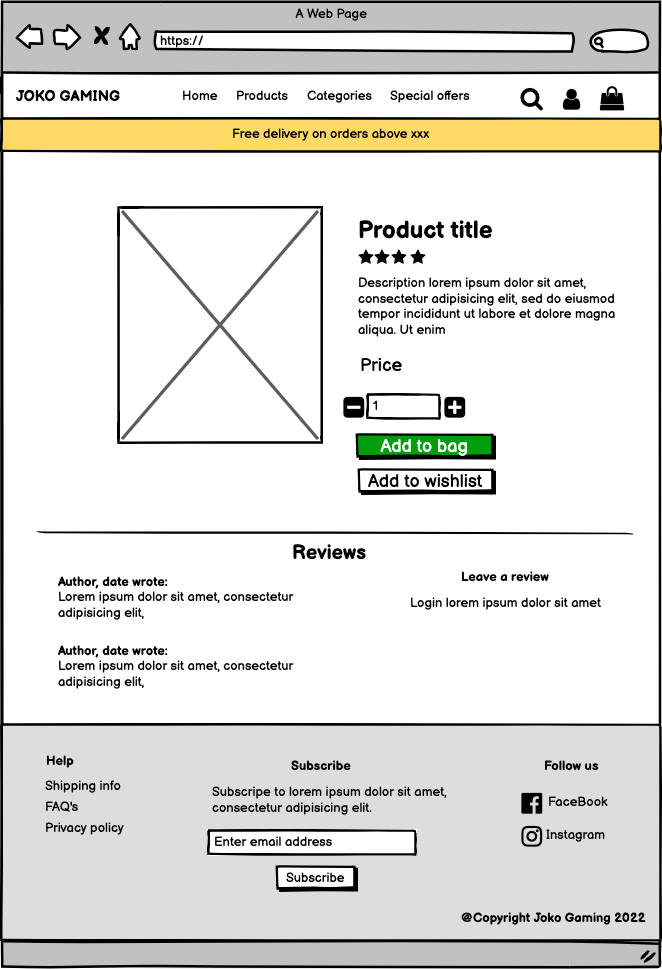 A Web Page
https://
JOKO GAMING Home Products Categories Special offers
Free delivery on orders above xxx
Product title
Description lorem ipsum dolor sit amet,
consectetur adipisicing elit, sed do eiusmod
tempor incididunt ut labore et dolore magna
aliqua. Ut enim
Price
1
Add to bag
Add to wishlist
Reviews
Author, date wrote:
Lorem ipsum dolor sit amet, consectetur
adipisicing elit,
Author, date wrote:
Lorem ipsum dolor sit amet, consectetur
adipisicing elit,
Leave a review
Login lorem ipsum dolor sit amet
Help
Shipping info
FAQ's
Privacy policy
Subscribe
Subscripe to lorem ipsum dolor sit amet,
consectetur adipisicing elit.
Enter email address
Subscribe
Follow us
FaceBook
Instagram
@Copyright Joko Gaming 2022